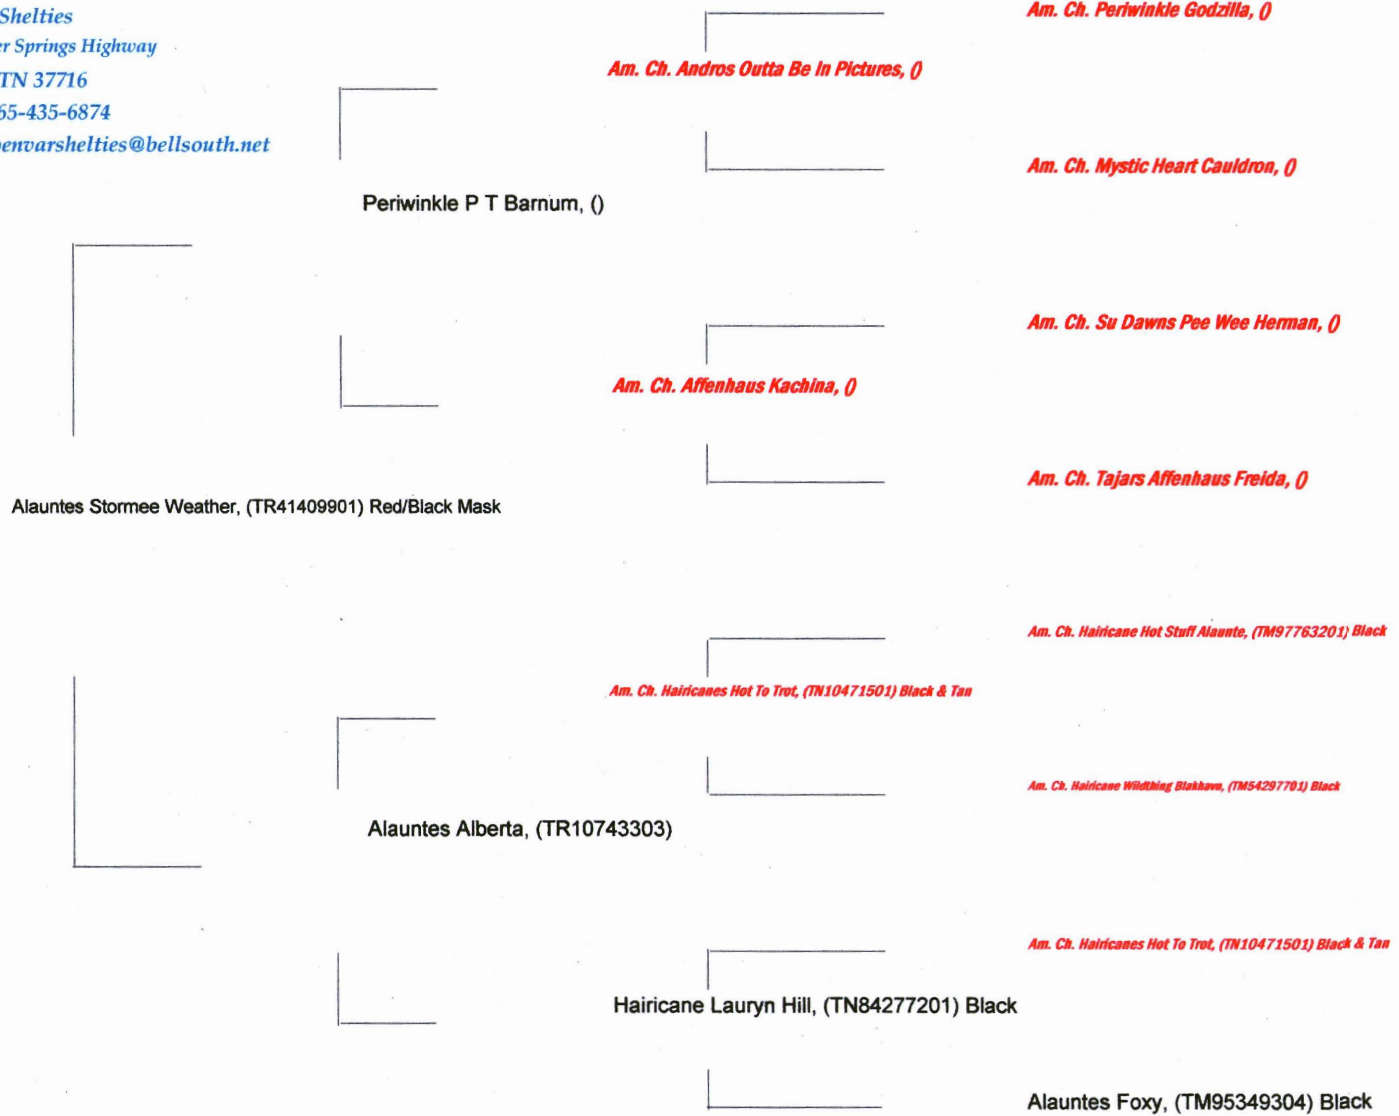 Shelties
er Springs Highway
TN 37716
65-435-6874
envarshelties@bellsouth.net
Am. Ch. Periwinkle Godzilla, ()
Am. Ch. Andros Outta Be In Pictures, ()
Am. Ch. Mystic Heart Cauldron, ()
Periwinkle P T Barnum, ()
Am. Ch. Su Dawns Pee Wee Herman, ()
Am. Ch. Affenhaus Kachina, ()
Am. Ch. Tajars Affenhaus Freida, ()
Alauntes Stormee Weather, (TR41409901) Red/Black Mask
Am. Ch. Hairicane Hot Stuff Alaunte, (TM97763201) Black
Am. Ch. Hairicanes Hot To Trot, (TN10471501) Black & Tan
Am. Ch. Hairicane Wildthing Blakhavn, (TM54297701) Black
Alauntes Alberta, (TR10743303)
Am. Ch. Hairicanes Hot To Trot, (TN10471501) Black & Tan
Hairicane Lauryn Hill, (TN84277201) Black
Alauntes Foxy, (TM95349304) Black